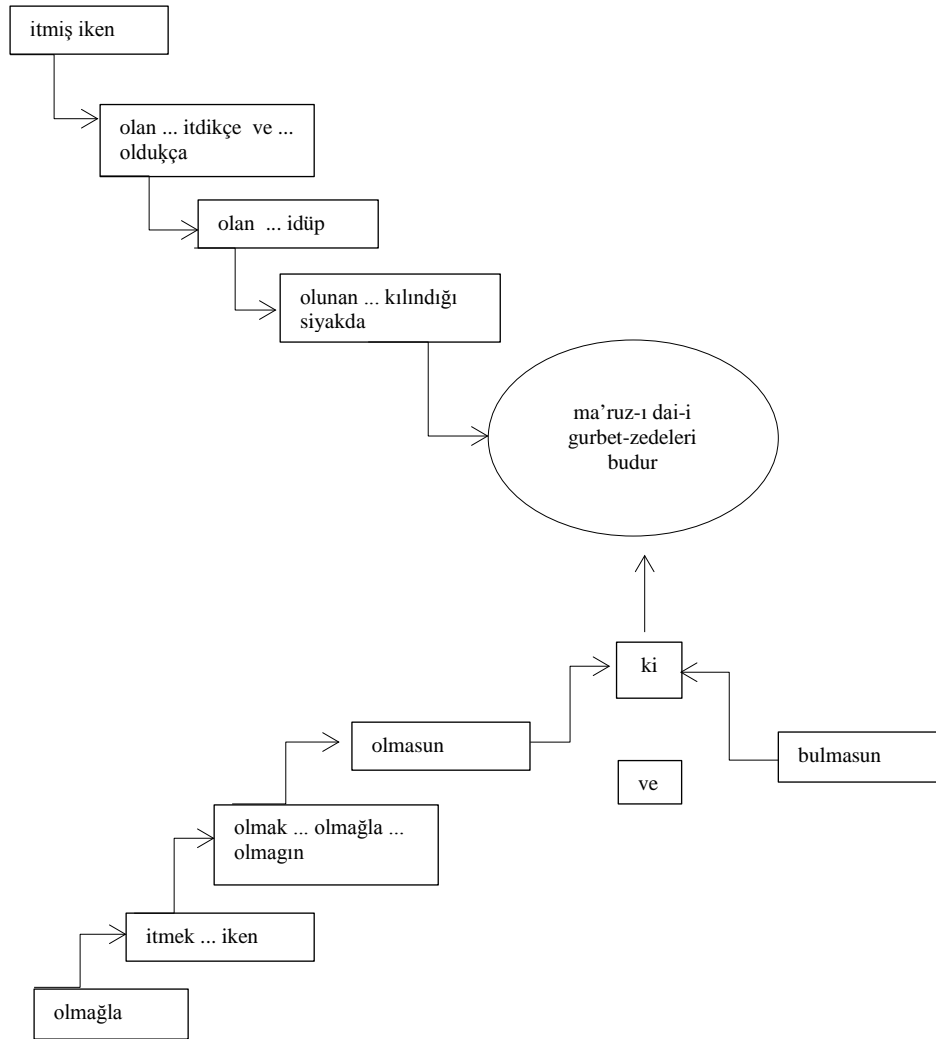 itmiş iken
olan ... itdikçe ve ...
olduḳça
olan ... idüp
olunan ... kılındığı
siyakda
ma’ruz-ı dai-i
gurbet-zedeleri
budur
ki
olmasun
bulmasun
ve
olmak ... olmağla ...
olmagın
itmek ... iken
olmağla